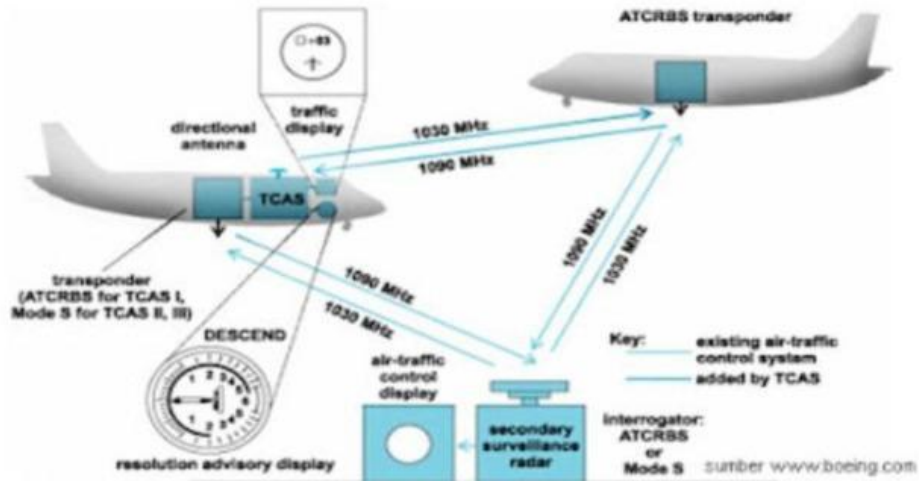 ATCRBS transponder
traffic
display
directional
antenna
1030 MHz
1090 MHz
TCAS
1090 MHz
1030 MHz
transponder
(ATCRBS for TCAS I,
Mode S for TCAS II, III)
1090 MHz
1030 MHz
DESCEND
air-traffic
control
display
Key:
existing air-traffic
control system
added by TCAS
secondary
surveillance
radar
interrogator:
ATCRBS
or
Mode S
resolution advisory display
sumber www.boeing.com